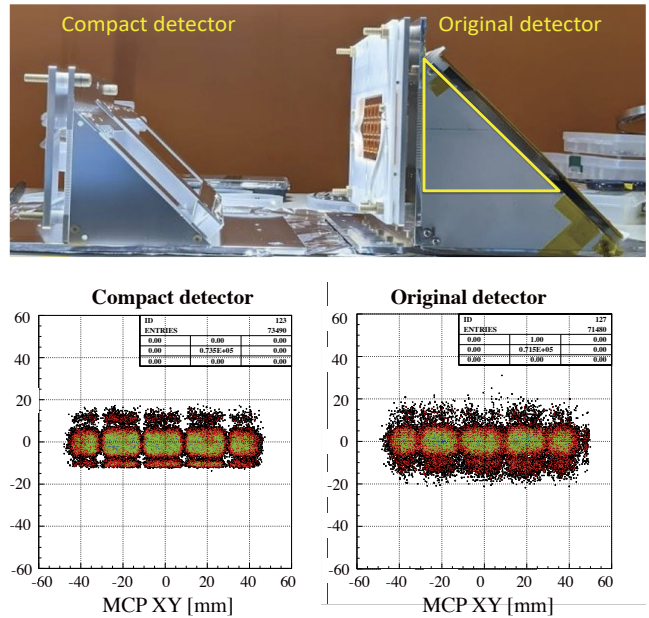 Compact detector
Original detector
Compact detector
Original detector
ID 123
ENTRIES 73490
0.00 0.00 0.00
0.00 0.735E+05 0.00
0.00 0.00 0.00
ID 127
ENTRIES 71480
0.00 1.00 0.00
0.00 0.715E+05 0.00
0.00 0.00 0.00
60
40
20
0
-20
-40
-60
-60 -40 -20 0 20 40 60
MCP XY [mm]
60
40
20
0
-20
-40
-60
-60 -40 -20 0 20 40 60
MCP XY [mm]